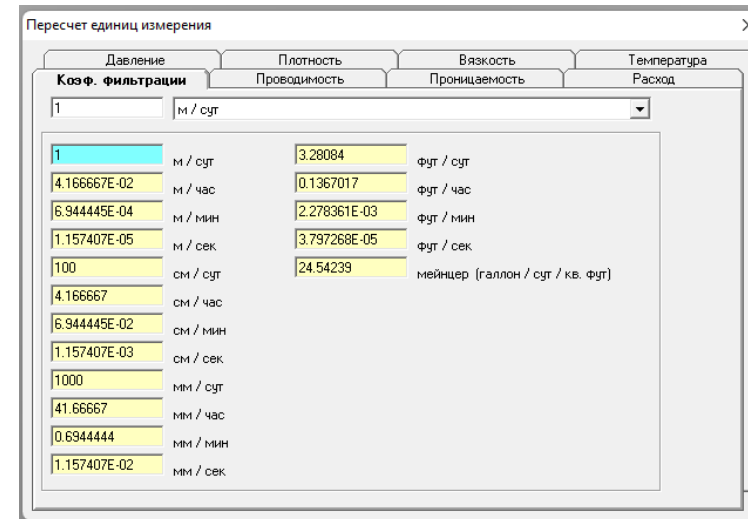 Пересчет единиц измерения
Давление Плотность Вязкость Температура
Коэф. Фильтрации Проводимость Проницаемость Расход
1 м / сут
1 м / сут 3.28084 фут / сут
4.166667E-02 м / час 0.1367017 фут / час
6.944445E-04 м / мин 2.278361E-03 фут / мин
1.157407E-05 м / сек 3.797268E-05 фут / сек
100 см / сут 24.54239 мейнцер (галлон / сут / кв. фут)
4.166667 см / час
6.944445E-02 см / мин
1.157407E-03 см / сек
1000 мм / сут
41.66667 мм / час
0.6944444 мм / мин
1.157407E-02 мм / сек